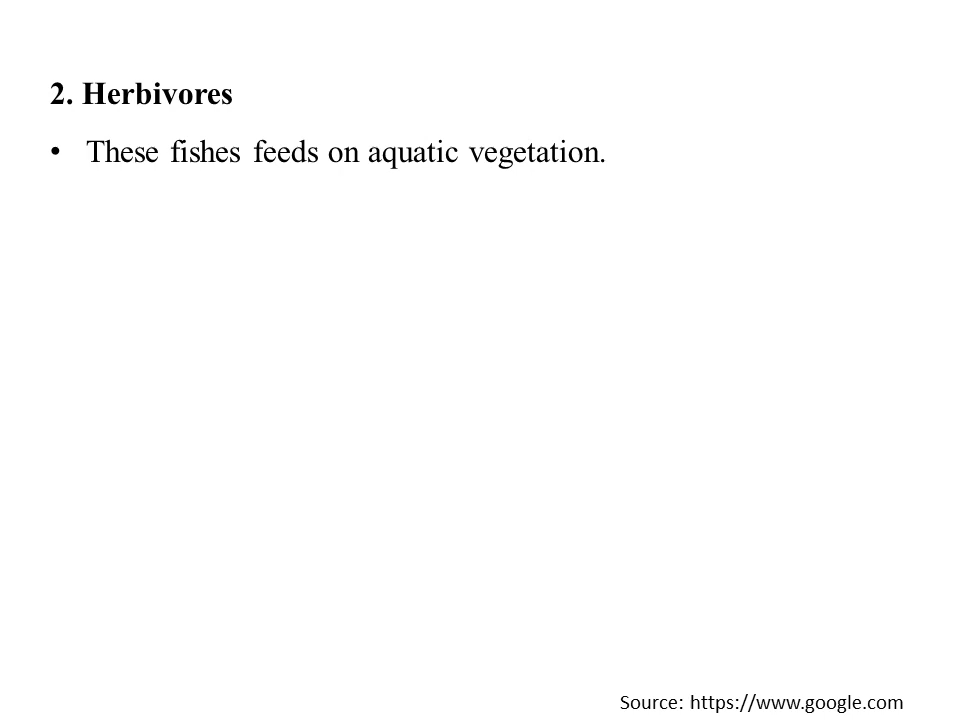 2. Herbivores
• These fishes feeds on aquatic vegetation.
Source: https://www.google.com